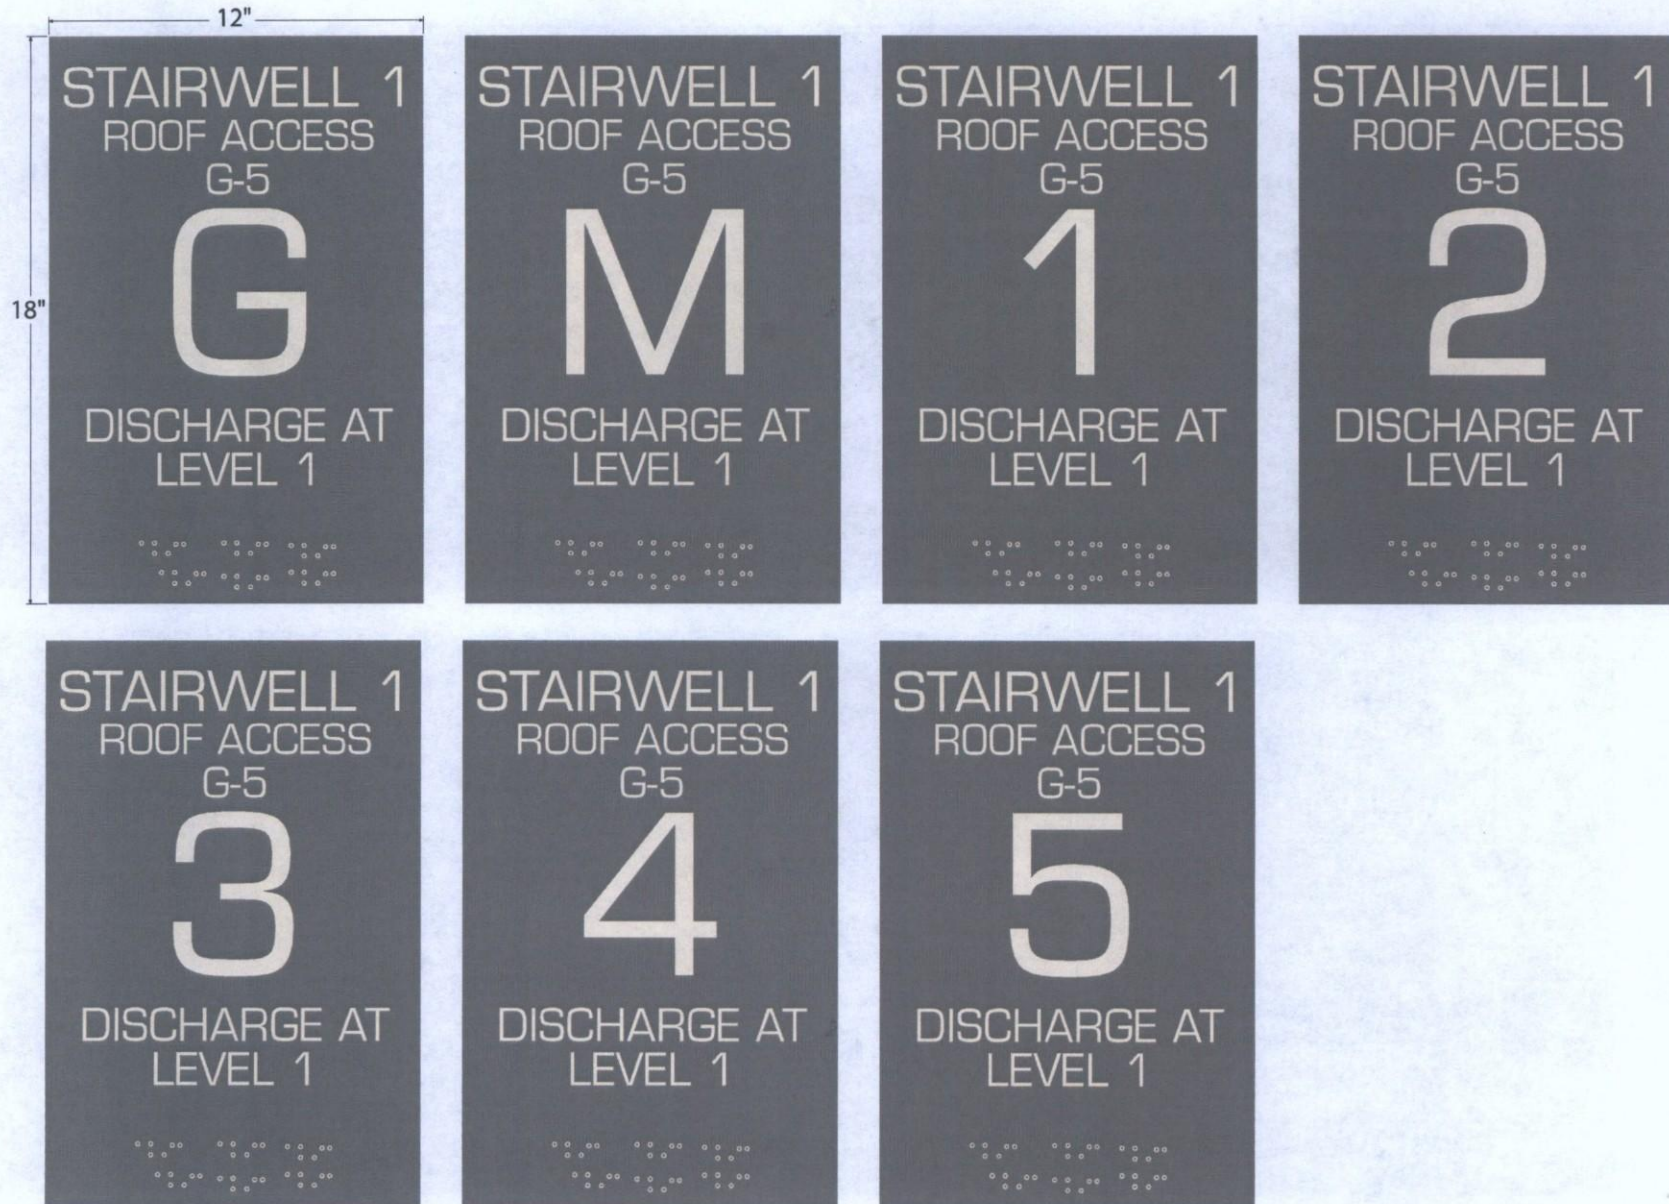 12"
18"
STAIRWELL 1
ROOF ACCESS
G-5
G
DISCHARGE AT
LEVEL 1
STAIRWELL 1
ROOF ACCESS
G-5
M
DISCHARGE AT
LEVEL 1
STAIRWELL 1
ROOF ACCESS
G-5
1
DISCHARGE AT
LEVEL 1
STAIRWELL 1
ROOF ACCESS
G-5
2
DISCHARGE AT
LEVEL 1
STAIRWELL 1
ROOF ACCESS
G-5
3
DISCHARGE AT
LEVEL 1
STAIRWELL 1
ROOF ACCESS
G-5
4
DISCHARGE AT
LEVEL 1
STAIRWELL 1
ROOF ACCESS
G-5
5
DISCHARGE AT
LEVEL 1